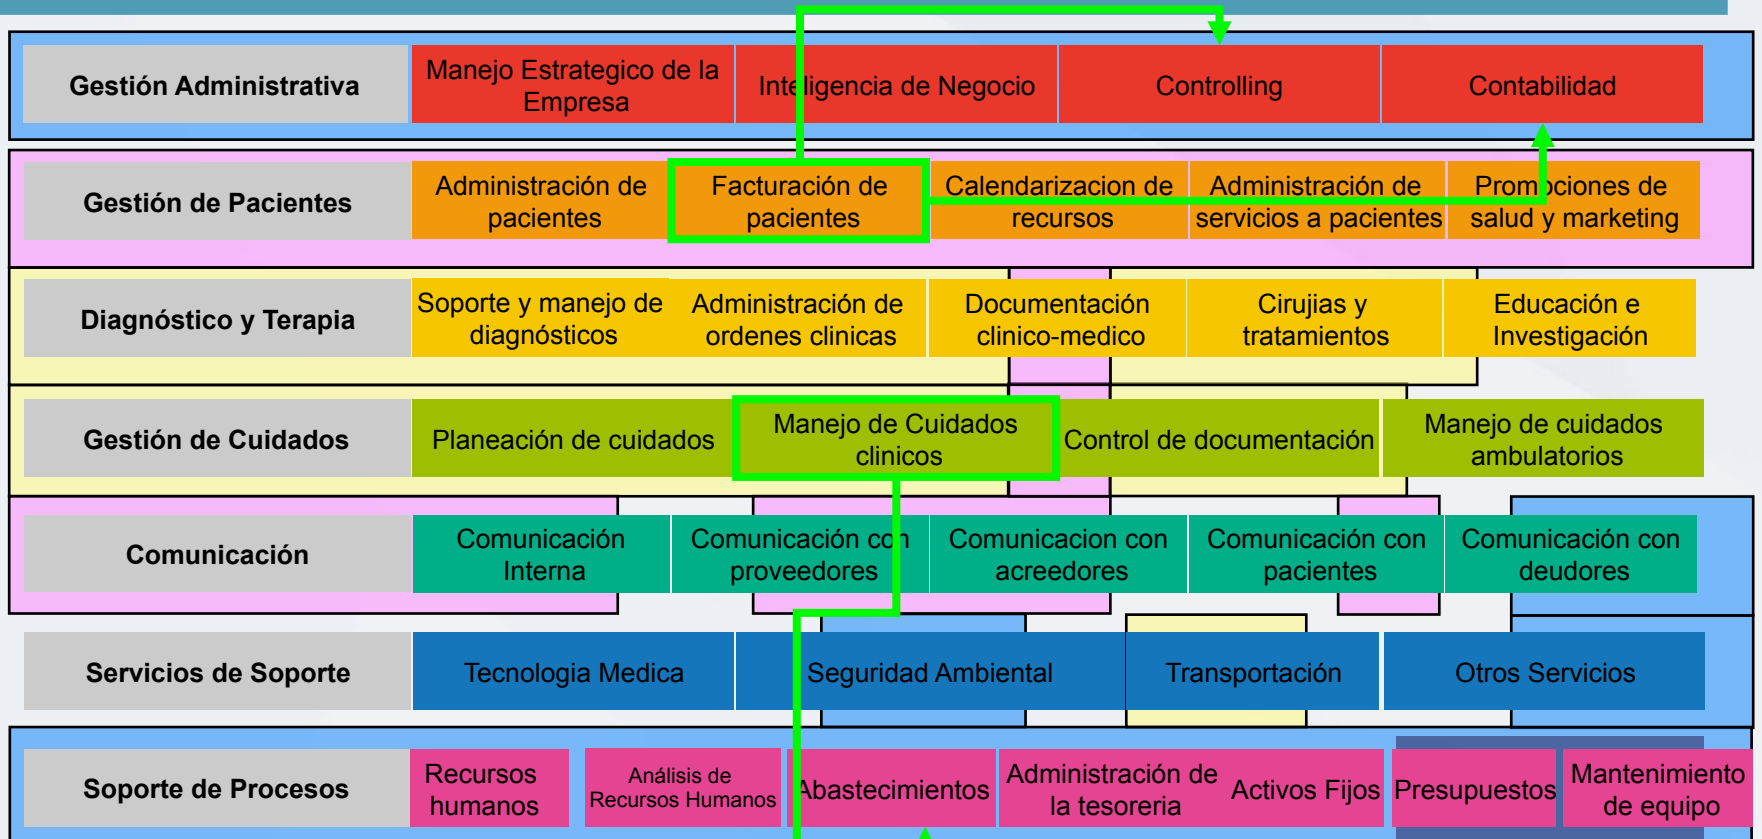 Gestión Administrativa
Manejo Estrategico de la
Empresa
Inteligencia de Negocio
Controlling
Contabilidad
Gestión de Pacientes
Administración de
pacientes
Facturación de
pacientes
Calendarizacion de
recursos
Administración de
servicios a pacientes
Promociones de
salud y marketing
Diagnóstico y Terapia
Soporte y manejo de
diagnósticos
Administración de
ordenes clinicas
Documentación
clinico-medico
Cirujias y
tratamientos
Educación e
Investigación
Gestión de Cuidados
Planeación de cuidados
Manejo de Cuidados
clinicos
Control de documentación
Manejo de cuidados
ambulatorios
Comunicación
Comunicación
Interna
Comunicación con
proveedores
Comunicacion con
acreedores
Comunicación con
pacientes
Comunicación con
deudores
Servicios de Soporte
Tecnologia Medica
Seguridad Ambiental
Transportación
Otros Servicios
Soporte de Procesos
Recursos
humanos
Análisis de
Recursos Humanos
Abastecimientos
Administración de
la tesoreria
Activos Fijos
Presupuestos
Mantenimiento
de equipo